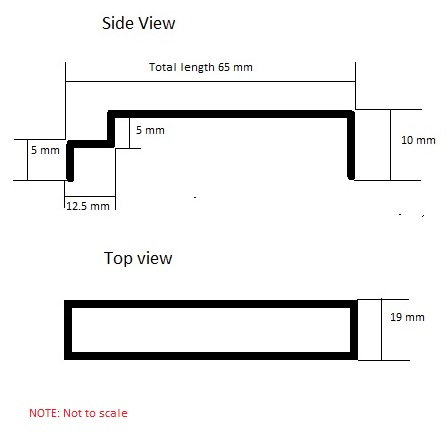 Side View
Total length 65 mm
5 mm
5 mm
10 mm
12.5 mm
Top view
19 mm
NOTE: Not to scale